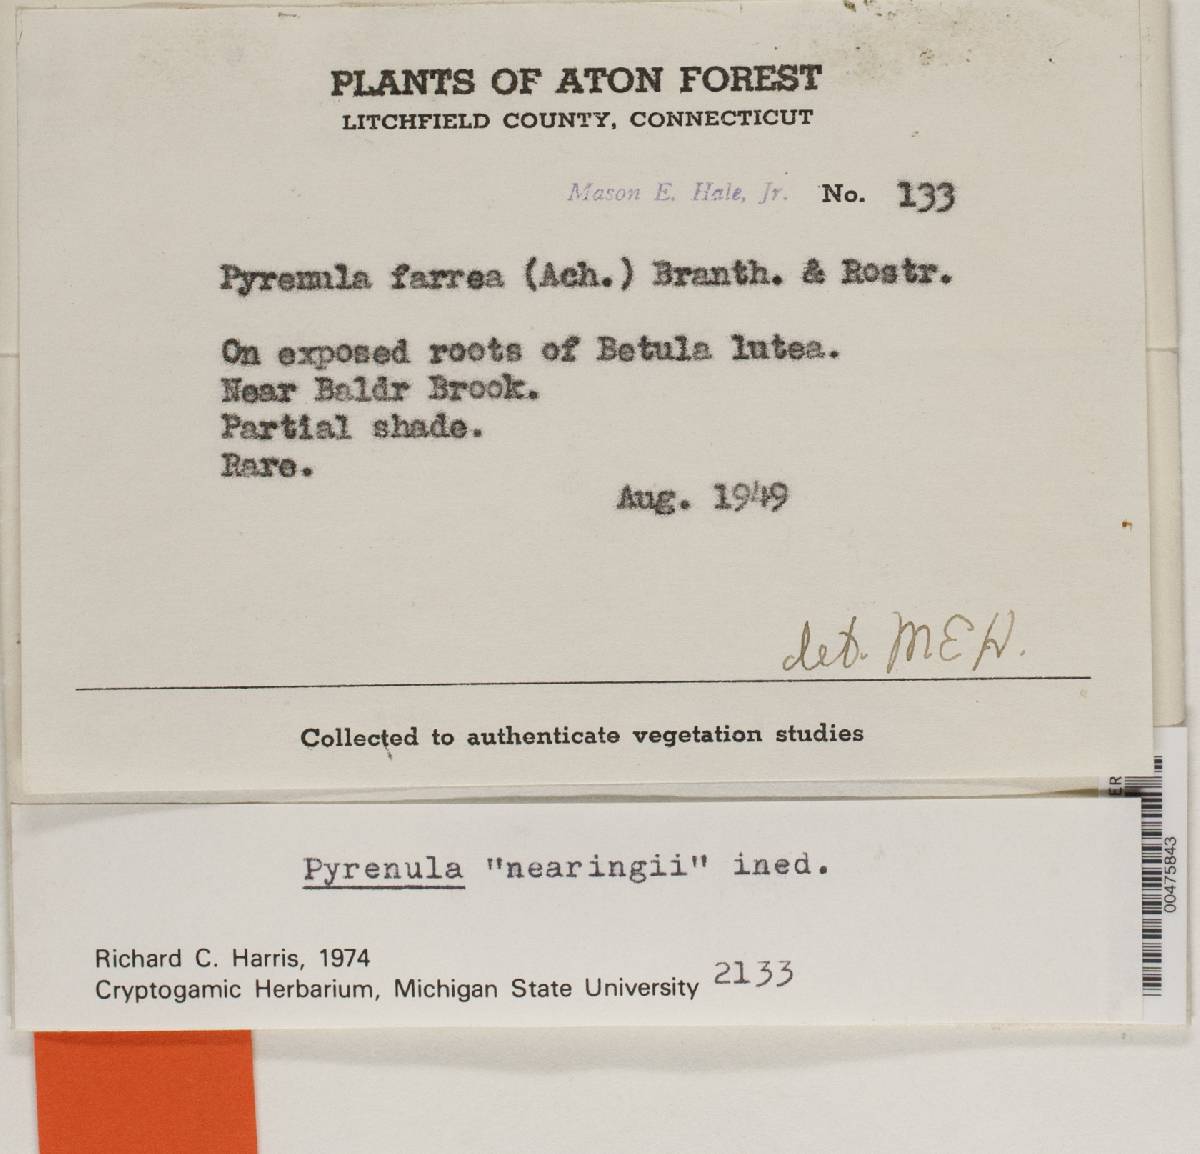 PLANTS OF ATON FOREST
LITCHFIELD COUNTY, CONNECTICUT
Mason E. Hale, Jr. No. 133
Pyrenula farrea (Ach.) Branth. & Rostr.
On exposed roots of Betula lutea.
Near Baldr Brook.
Partial shade.
Rare.
Aug. 1949
det. MEH.
Collected to authenticate vegetation studies
Pyrenula "nearingii" ined.
Richard C. Harris, 1974
Cryptogamic Herbarium, Michigan State University 2133
ER
00475843